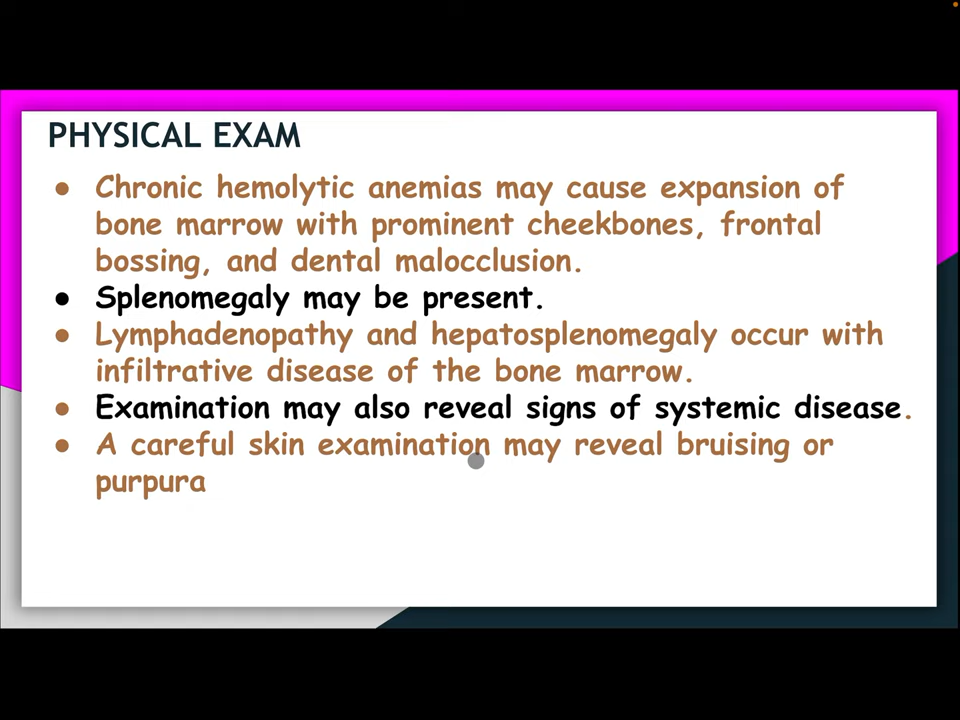 PHYSICAL EXAM
● Chronic hemolytic anemias may cause expansion of
bone marrow with prominent cheekbones, frontal
bossing, and dental malocclusion.
● Splenomegaly may be present.
● Lymphadenopathy and hepatosplenomegaly occur with
infiltrative disease of the bone marrow.
● Examination may also reveal signs of systemic disease.
● A careful skin examination may reveal bruising or
purpura